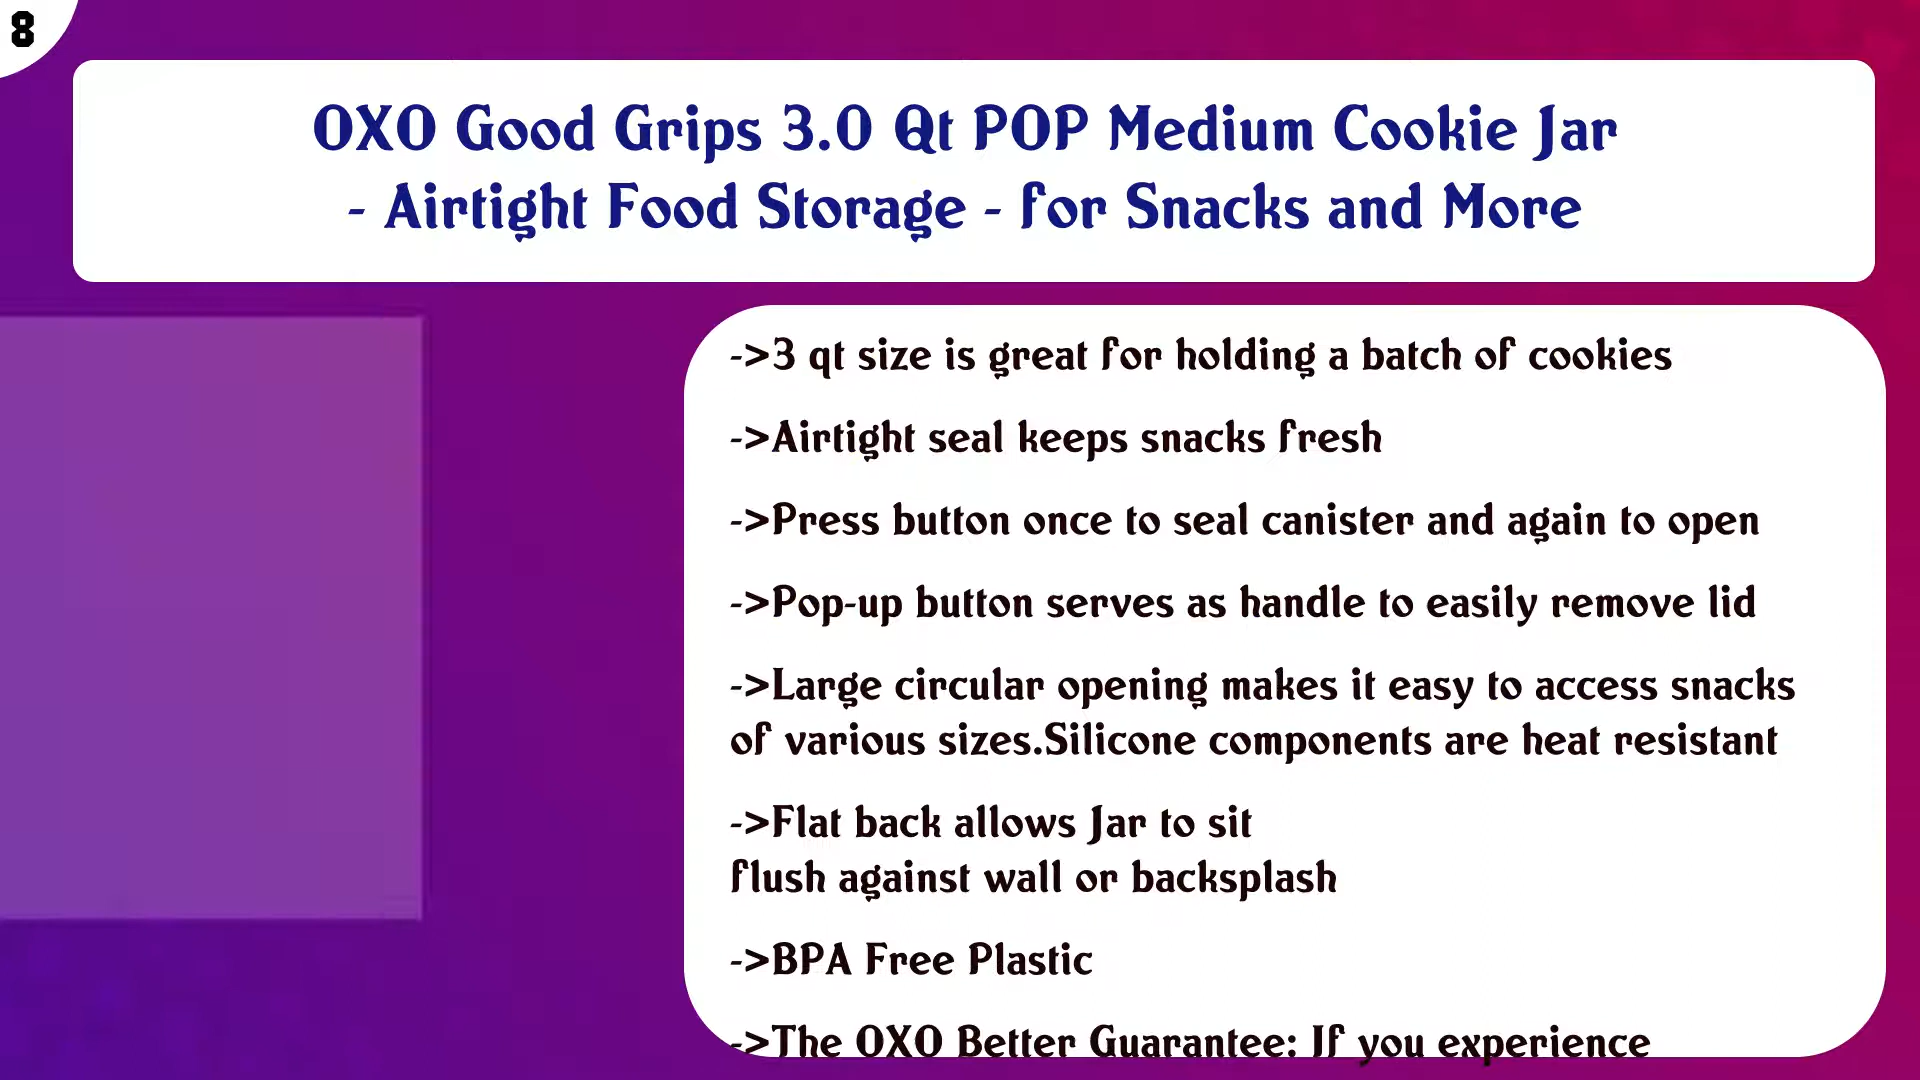 8
OXO Good Grips 3.0 Qt POP Medium Cookie Jar
- Airtight Food Storage - for Snacks and More
->3 qt size is great for holding a batch of cookies
->Airtight seal keeps snacks fresh
->Press button once to seal canister and again to open
->Pop-up button serves as handle to easily remove lid
->Large circular opening makes it easy to access snacks
of various sizes.Silicone components are heat resistant
->Flat back allows Jar to sit
flush against wall or backsplash
->BPA Free Plastic
->The OXO Better Guarantee: If you experience